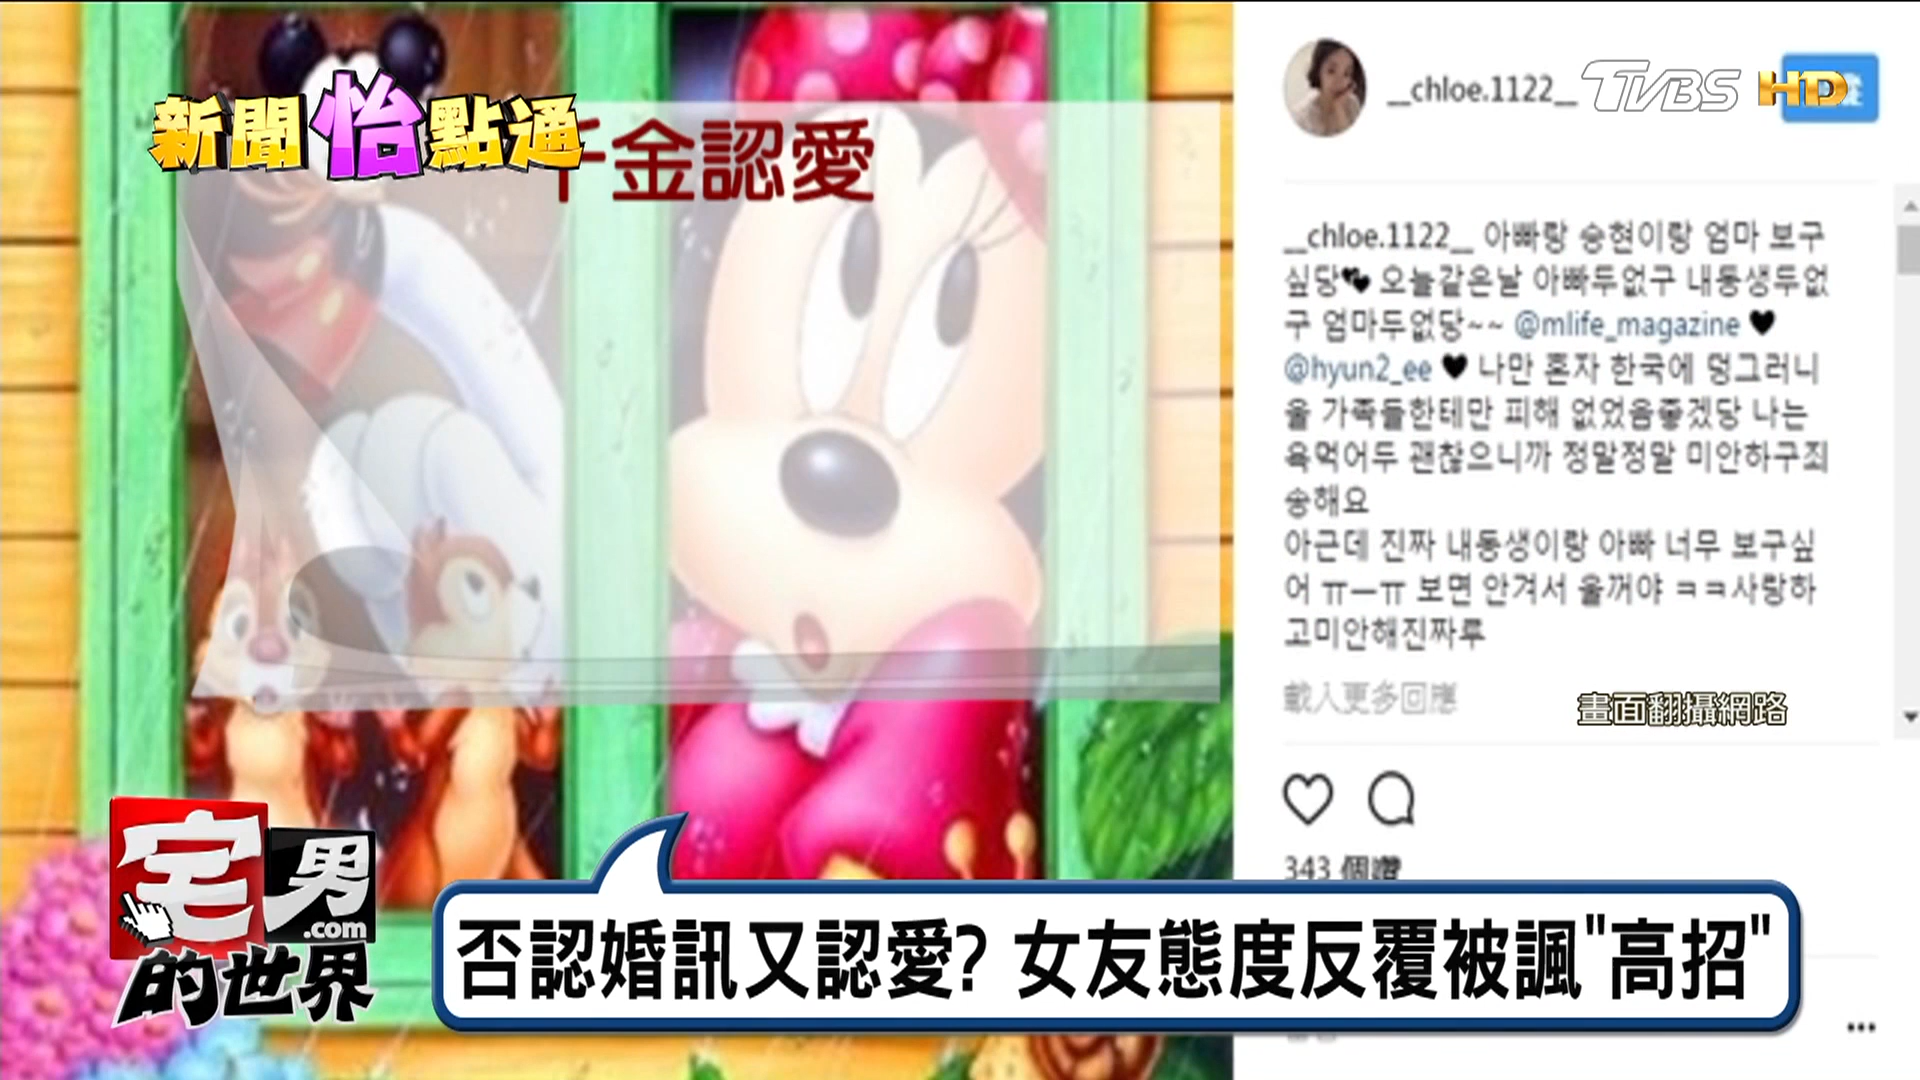 新聞怡點通
千金認愛
__chloe.1122__
TVBS HD
__chloe.1122__ 아빠랑 승현이랑 엄마 보구
싶당 오늘같은날 아빠두없구 내동생두없
구 엄마두없당~~ @mlife_magazine ♥
@hyun2_ee ♥ 나만 혼자 한국에 덩그러니
울 가족들한테만 피해 없었음좋겠당 나는
욕먹어두 괜찮으니까 정말정말 미안하구죄
송해요
아근데 진짜 내동생이랑 아빠 너무 보구싶
어 ㅠㅡㅠ 보면 안겨서 울꺼야 ㅋㅋ사랑하
고미안해진짜루
載入更多回應
畫面翻攝網路
343 個讚
宅男.com
的世界
否認婚訊又認愛? 女友態度反覆被諷"高招"